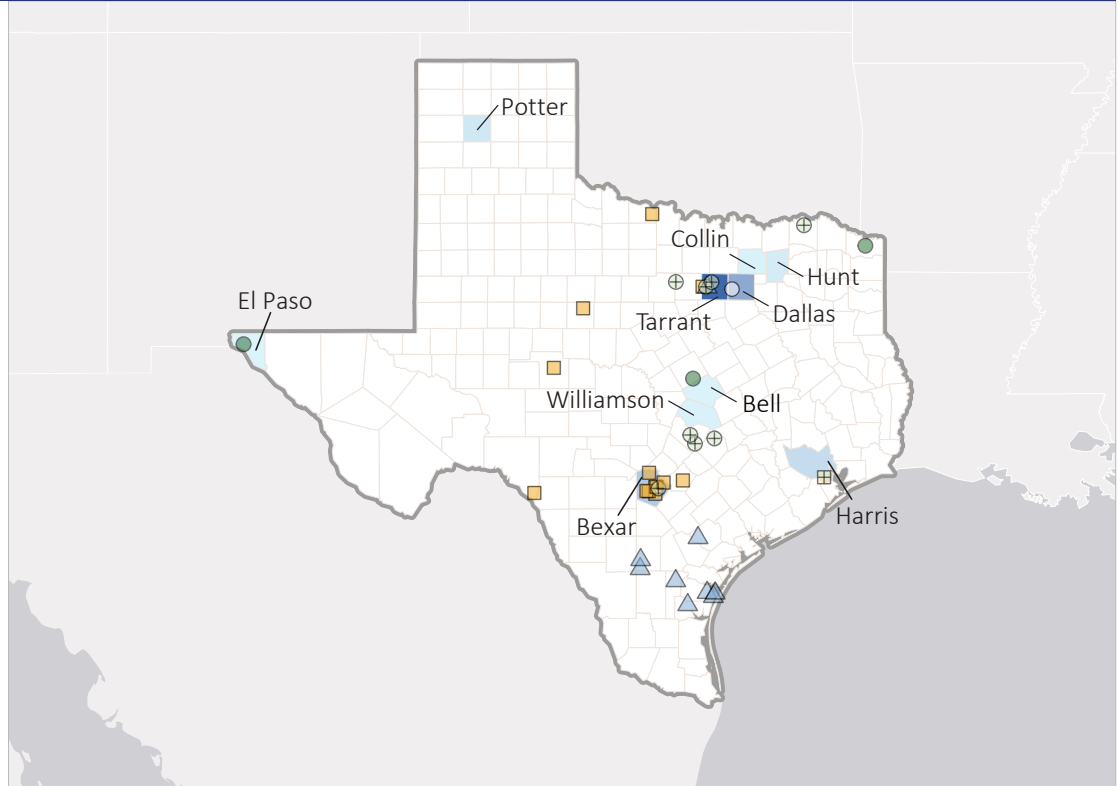 Potter
Collin
Hunt
El Paso
Dallas
Tarrant
Williamson
Bell
Harris
Bexar